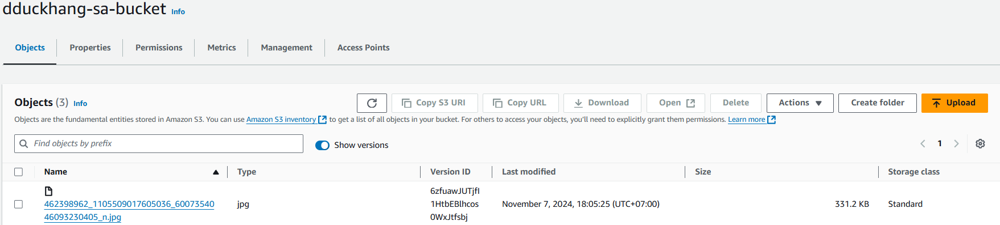 dduckhang-sa-bucket Info
Objects Properties Permissions Metrics Management Access Points
Objects (3) Info
Copy S3 URI Copy URL Download Open Delete Actions Create folder Upload
Objects are the fundamental entities stored in Amazon S3. You can use Amazon S3 inventory to get a list of all objects in your bucket. For others to access your objects, you'll need to explicitly grant them permissions. Learn more
Find objects by prefix
Show versions
1
Name Type Version ID Last modified Size Storage class
462398962_1105509017605036_60073540
46093230405_n.jpg
jpg
6zfuawJUTjfI
1HtbEBlhcos
0WxJtfsbj
November 7, 2024, 18:05:25 (UTC+07:00)
331.2 KB
Standard